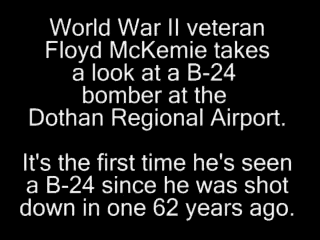 World War II veteran
Floyd McKemie takes
a look at a B-24
bomber at the
Dothan Regional Airport.
It's the first time he's seen
a B-24 since he was shot
down in one 62 years ago.